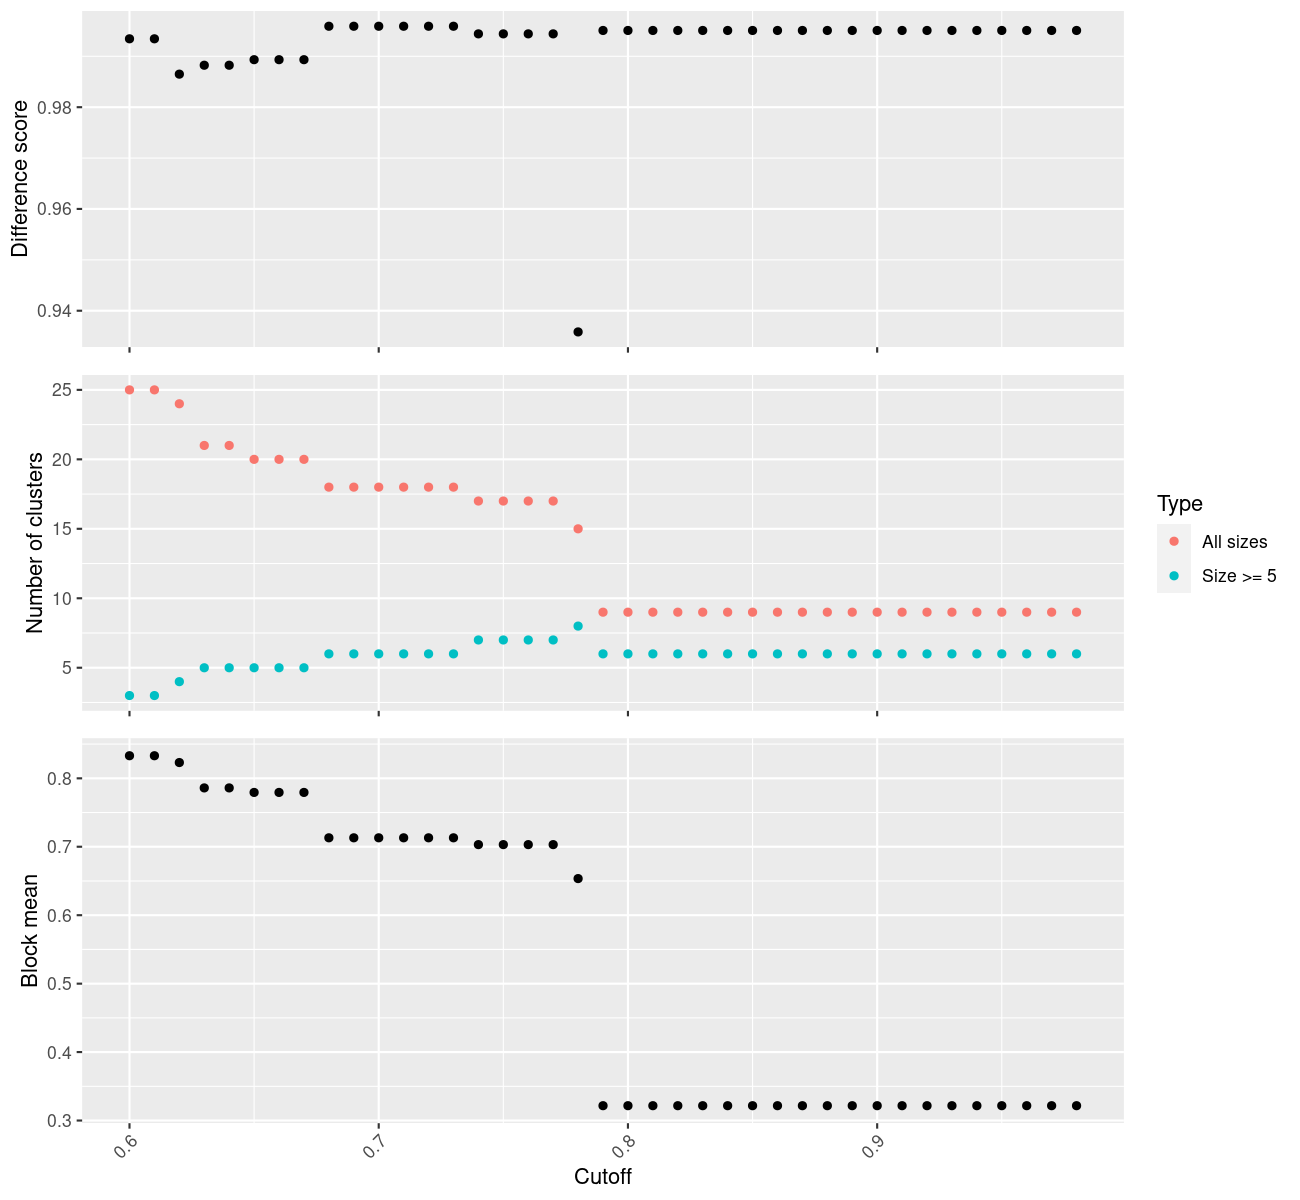 Difference score
0.98
0.96
0.94
Number of clusters
25
20
15
10
5
Type
All sizes
Size >= 5
Block mean
0.8
0.7
0.6
0.5
0.4
0.3
0.6 0.7 0.8 0.9
Cutoff